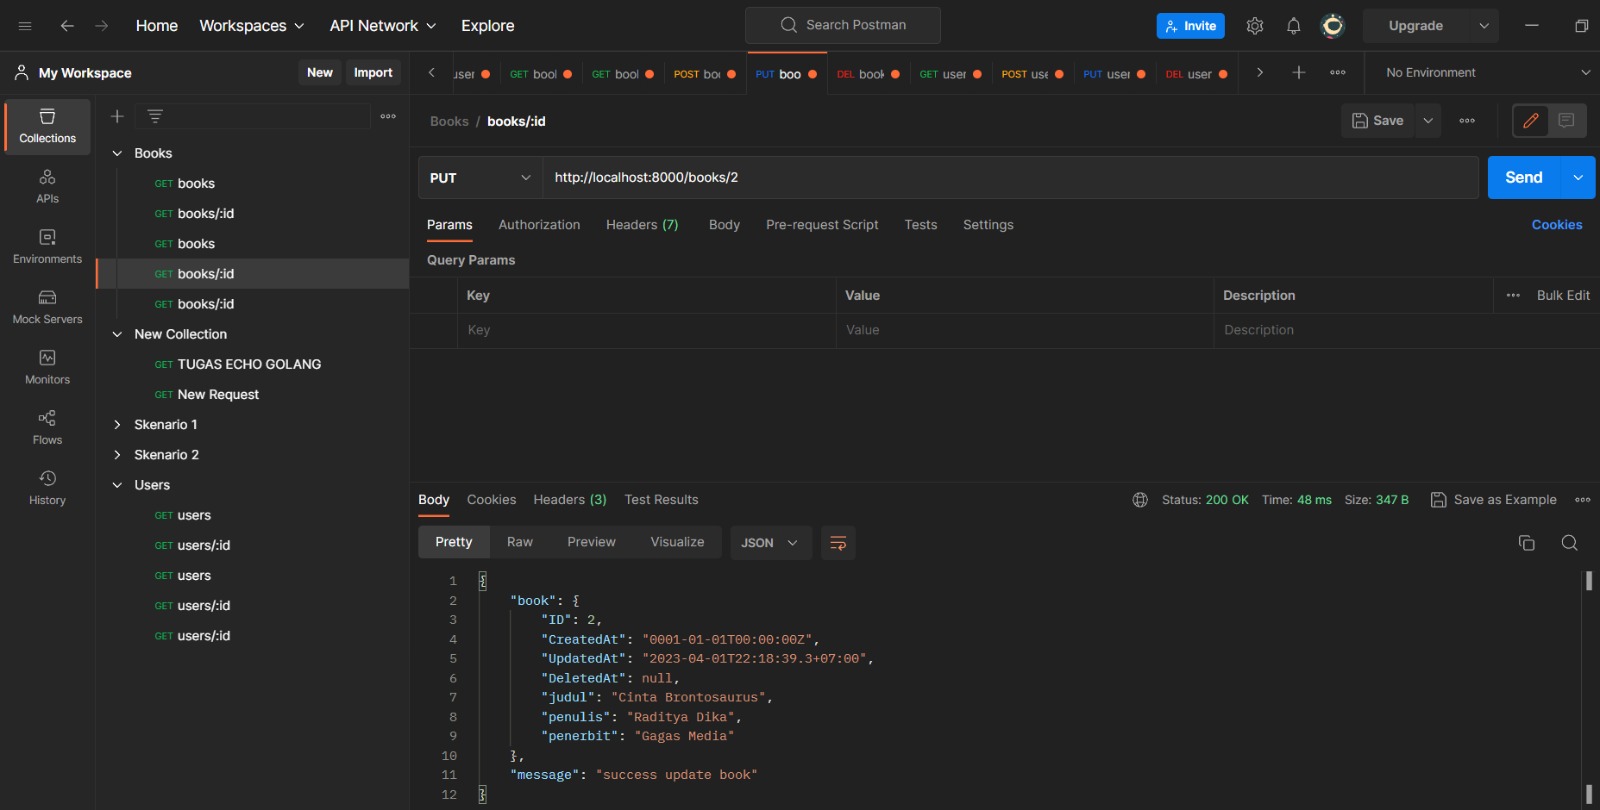 Home Workspaces API Network Explore Search Postman Invite Upgrade
My Workspace New Import user GET bool GET bool POST boo PUT boo DEL book GET user POST use PUT user DEL user No Environment
Collections
APIs
Environments
Mock Servers
Monitors
Flows
History
Books
GET books
GET books/:id
GET books
GET books/:id
GET books/:id
New Collection
GET TUGAS ECHO GOLANG
GET New Request
Skenario 1
Skenario 2
Users
GET users
GET users/:id
GET users
GET users/:id
GET users/:id
Books / books/:id Save
PUT http://localhost:8000/books/2 Send
Params Authorization Headers (7) Body Pre-request Script Tests Settings Cookies
Query Params
Key Value Description Bulk Edit
Key Value Description
Body Cookies Headers (3) Test Results Status: 200 OK Time: 48 ms Size: 347 B Save as Example
Pretty Raw Preview Visualize JSON
1 {
2 "book": {
3 "ID": 2,
4 "CreatedAt": "0001-01-01T00:00:00Z",
5 "UpdatedAt": "2023-04-01T22:18:39.3+07:00",
6 "DeletedAt": null,
7 "judul": "Cinta Brontosaurus",
8 "penulis": "Raditya Dika",
9 "penerbit": "Gagas Media"
10 },
11 "message": "success update book"
12 }